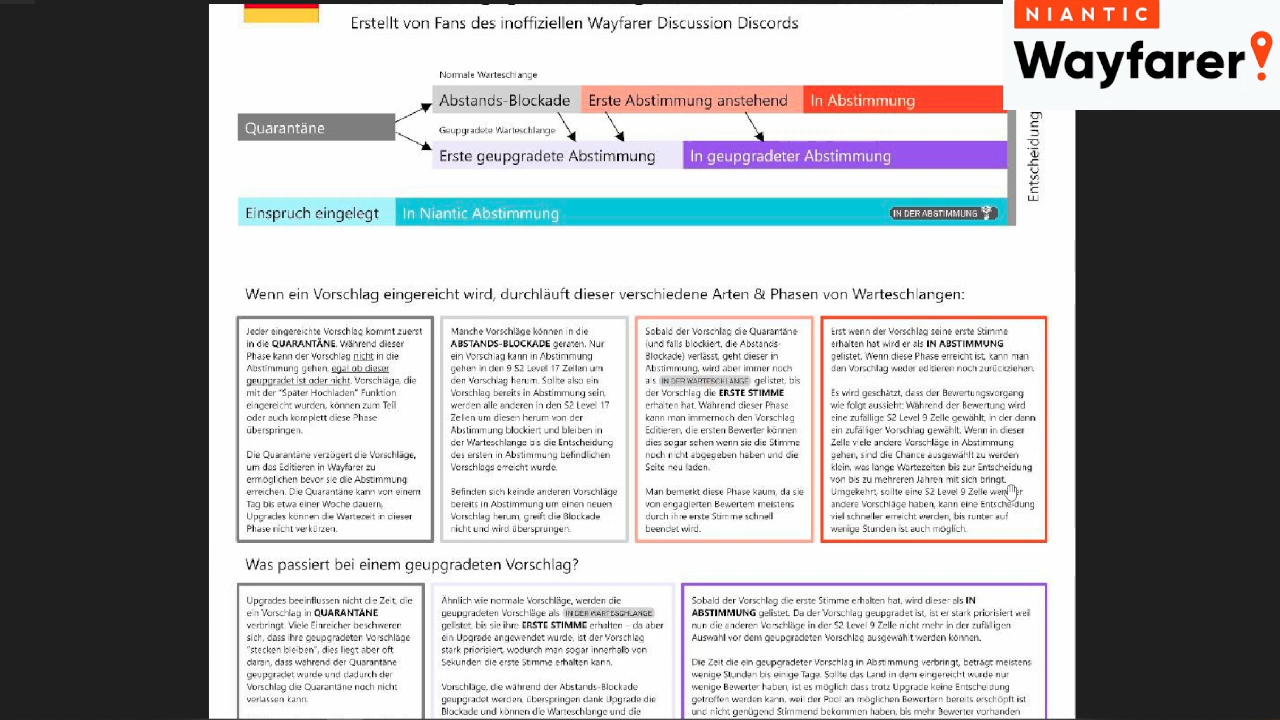 Erstellt von Fans des inoffiziellen Wayfarer Discussion Discords
NIANTIC
Wayfarer!
Normale Warteschlange
Abstands-Blockade
Erste Abstimmung anstehend
In Abstimmung
Quarantäne
Geupgradete Warteschlange
Erste geupgradete Abstimmung
In geupgradeter Abstimmung
Entscheidung
Einspruch eingelegt
In Niantic Abstimmung
IN DER ABSTIMMUNG
Wenn ein Vorschlag eingereicht wird, durchläuft dieser verschiedene Arten & Phasen von Warteschlangen:
Jeder eingereichte Vorschlag kommt zuerst
in die QUARANTÄNE. Während dieser
Phase kann der Vorschlag nicht in die
Abstimmung gehen, egal ob dieser
geupgradet ist oder nicht. Vorschläge, die
mit der "Später Hochladen" Funktion
eingereicht wurden, können zum Teil
oder auch komplett diese Phase
überspringen.
Die Quarantäne verzögert die Vorschläge,
um das Editieren in Wayfarer zu
ermöglichen bevor sie die Abstimmung
erreichen. Die Quarantäne kann von einem
Tag bis etwa einer Woche dauern,
Upgrades können die Wartezeit in dieser
Phase nicht verkürzen.
Manche Vorschläge können in die
ABSTANDS-BLOCKADE geraten. Nur
ein Vorschlag kann in Abstimmung
gehen in den 9 S2 Level 17 Zellen um
den Vorschlag herum. Sollte also ein
Vorschlag bereits in Abstimmung sein,
werden alle anderen in den S2 Level 17
Zellen um diesen herum von der
Abstimmung blockiert und bleiben in
der Warteschlange bis die Entscheidung
des ersten in Abstimmung befindlichen
Vorschlags erreicht wurde.
Befinden sich keinde anderen Vorschläge
bereits in Abstimmung um einen neuen
Vorschlag herum, greift die Blockade
nicht und wird übersprungen.
Sobald der Vorschlag die Quarantäne
(und falls blockiert, die Abstands-
Blockade) verlässt, geht dieser in
Abstimmung, wird aber immer noch
als IN DER WARTESCHLANGE gelistet, bis
der Vorschlag die ERSTE STIMME
erhalten hat. Während dieser Phase
kann man immernoch den Vorschlag
Editieren, die ersten Bewerter können
dies sogar sehen wenn sie die Stimme
noch nicht abgegeben haben und die
Seite neu laden.
Man bemerkt diese Phase kaum, da sie
von engagierten Bewertern meistens
durch ihre erste Stimme schnell
beendet wird.
Erst wenn der Vorschlag seine erste Stimme
erhalten hat wird er als IN ABSTIMMUNG
gelistet. Wenn diese Phase erreicht ist, kann man
den Vorschlag weder editieren noch zurückziehen.
Es wird geschätzt, dass der Bewertungsvorgang
wie folgt aussieht: Während der Bewertung wird
eine zufällige S2 Level 9 Zelle gewählt, in der dann
ein zufälliger Vorschlag gewählt. Wenn in dieser
Zelle viele andere Vorschläge in Abstimmung
gehen, sind die Chance ausgewählt zu werden
klein, was lange Wartezeiten bis zur Entscheidung
von bis zu mehreren Jahren mit sich bringt.
Umgekehrt, sollte eine S2 Level 9 Zelle weniger
andere Vorschläge haben, kann eine Entscheidung
viel schneller erreicht werden, bis runter auf
wenige Stunden ist auch möglich.
Was passiert bei einem geupgradeten Vorschlag?
Upgrades beeinflussen nicht die Zeit, die
ein Vorschlag in QUARANTÄNE
verbringt. Viele Einreicher beschweren
sich, dass ihre geupgradeten Vorschläge
"stecken bleiben", dies liegt aber oft
daran, dass während der Quarantäne
geupgradet wurde und dadurch der
Vorschlag die Quarantäne noch nicht
verlassen kann.
Ähnlich wie normale Vorschläge, werden die
geupgradeten Vorschläge als IN DER WARTESCHLANGE
gelistet, bis sie ihre ERSTE STIMME erhalten – da aber
ein Upgrade angewendet wurde, ist der Vorschlag
stark priorisiert, wodurch man sogar innerhalb von
Sekunden die erste Stimme erhalten kann.
Vorschläge, die während der Abstands-Blockade
geupgradet werden, überspringen dank Upgrade die
Blockade und können die Warteschlange und die
Sobald der Vorschlag die erste Stimme erhalten hat, wird dieser als IN
ABSTIMMUNG gelistet. Da der Vorschlag geupgradet ist, ist er stark priorisiert weil
nun die anderen Vorschläge in der S2 Level 9 Zelle nicht mehr in der zufälligen
Auswahl vor dem geupgradeten Vorschlag ausgewählt werden können.
Die Zeit die ein geupgradeter Vorschlag in Abstimmung verbringt, beträgt meistens
wenige Stunden bis einige Tage. Sollte das Land in dem eingereicht wurde nur
wenige Bewerter haben, ist es möglich dass trotz Upgrade keine Entscheidung
getroffen werden kann, weil der Pool an möglichen Bewertern bereits erschöpft ist
und nicht genügend Stimmend bekommen haben, bis mehr Bewerter vorhanden